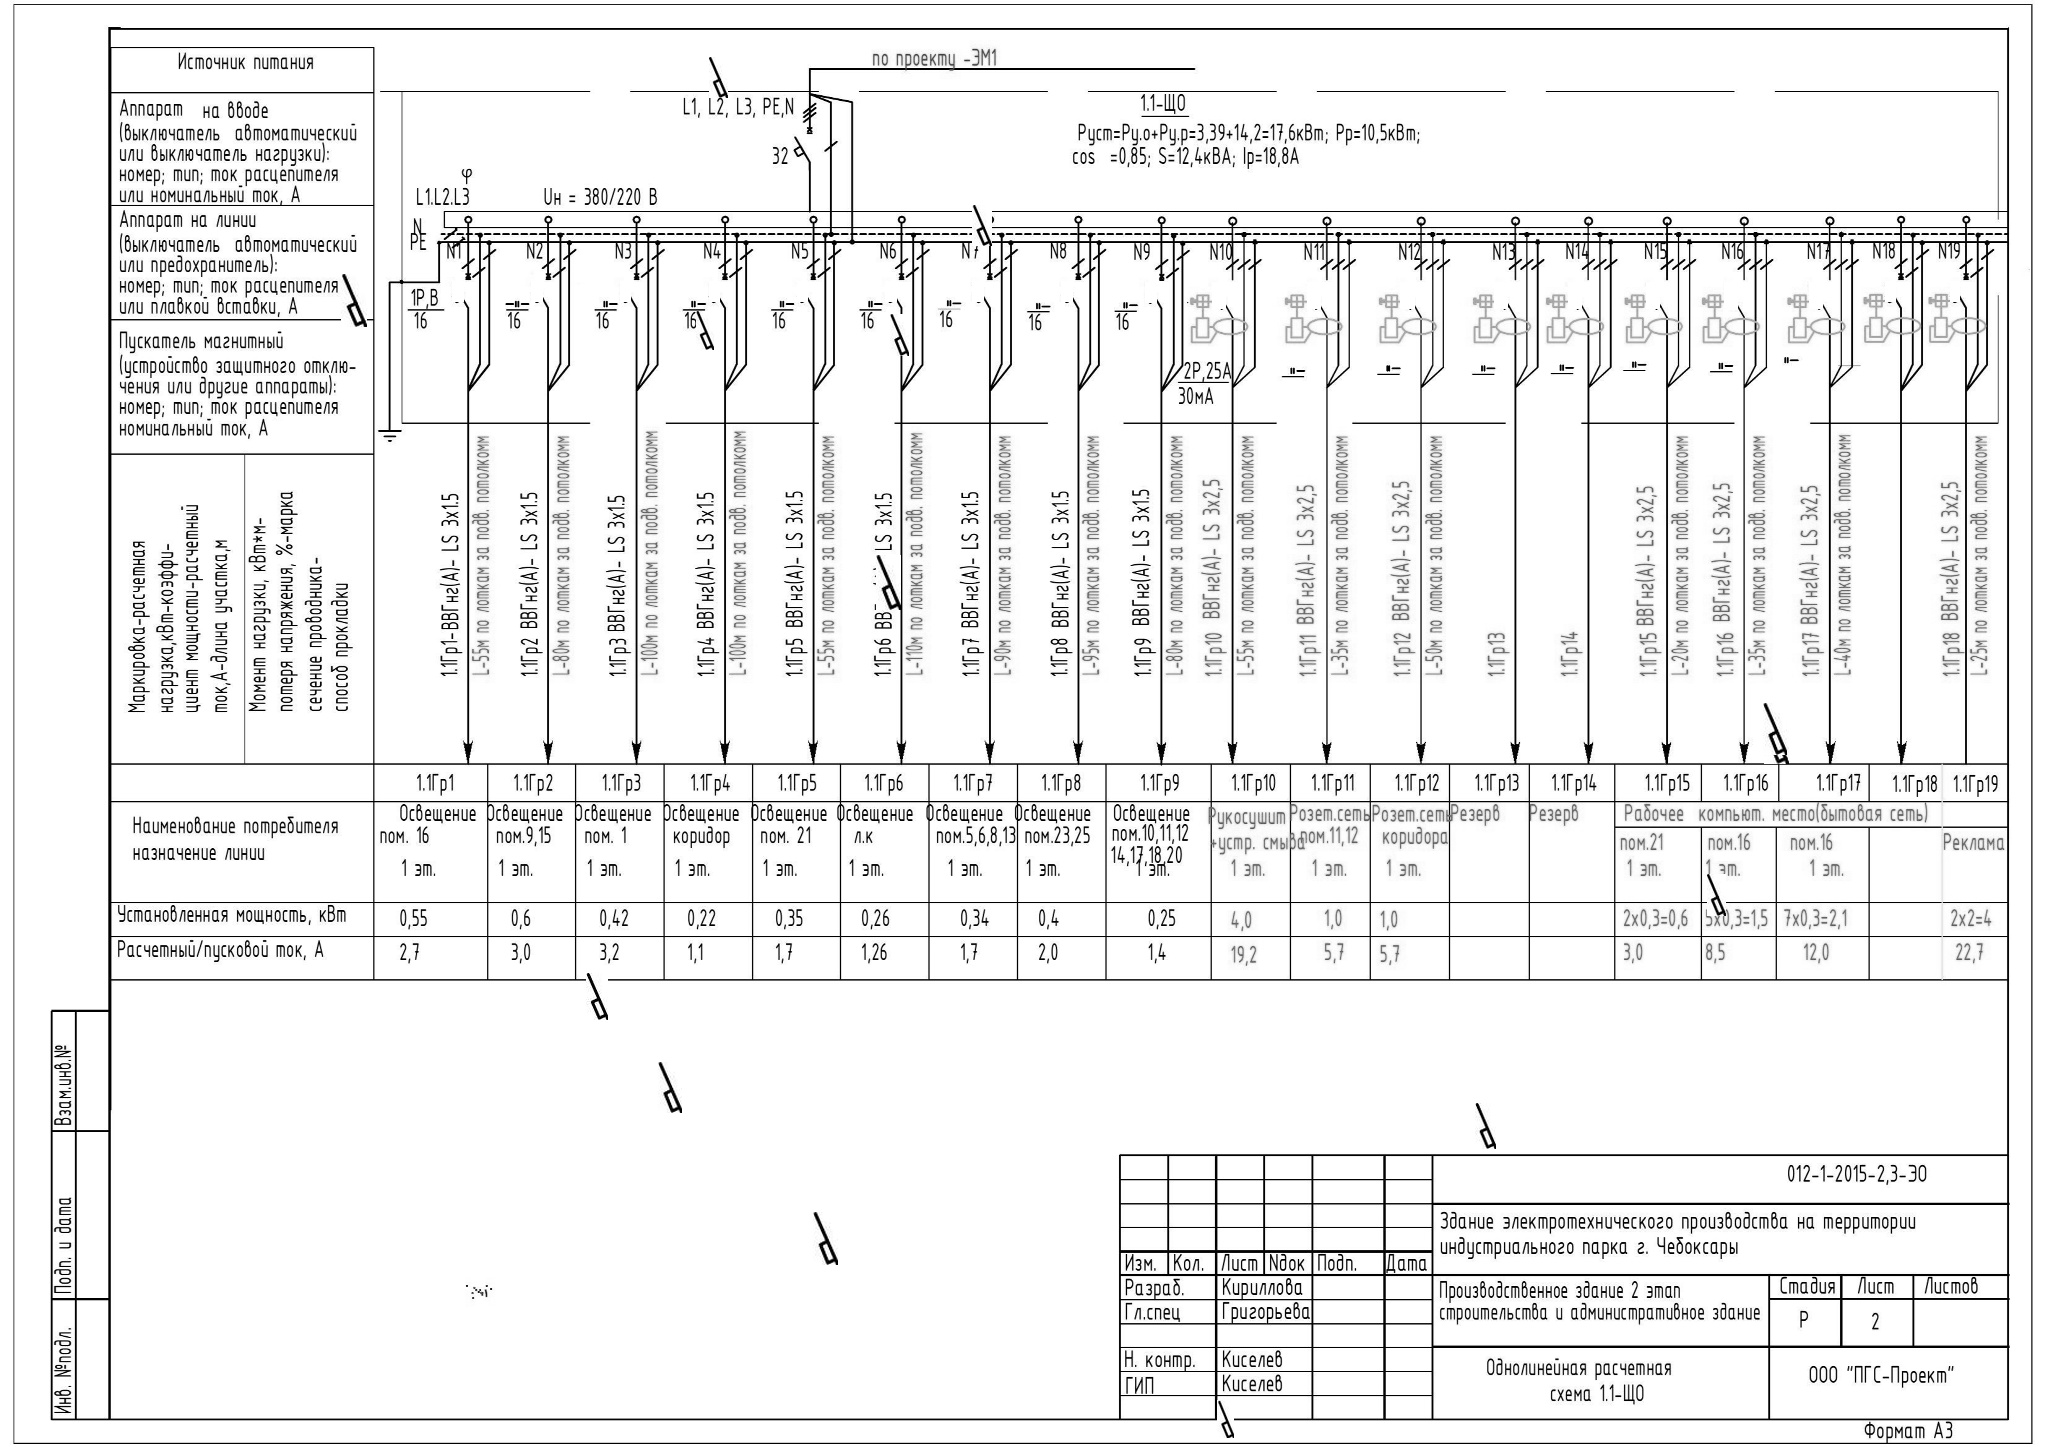 Источник питания
Аппарат на вводе
(выключатель автоматический
или выключатель нагрузки):
номер; тип; ток расцепителя
или номинальный ток, А
Аппарат на линии
(выключатель автоматический
или предохранитель):
номер; тип; ток расцепителя
или плавкой вставки, А
Пускатель магнитный
(устройство защитного отклю-
чения или другие аппараты):
номер; тип; ток расцепителя
номинальный ток, А
Маркировка-расчетная
нагрузка,кВт-коэффи-
циент мощности-расчетный
ток,А-длина участка,м
Момент нагрузки, кВт*м-
потеря напряжения, %-марка
сечение проводника-
способ прокладки
по проекту -ЭМ1
L1, L2, L3, PE,N
32
1.1-ЩО
Руст=Ру.о+Ру.р=3,39+14,2=17,6кВт; Рр=10,5кВт;
cos =0,85; S=12,4кВА; Iр=18,8А
φ
L1.L2.L3
Uн = 380/220 В
N
PE
N1 N2 N3 N4 N5 N6 N7 N8 N9 N10 N11 N12 N13 N14 N15 N16 N17 N18 N19
1Р,В
16
-"- -"- -"- -"- -"- -"- -"- -"-
16 16 16 16 16 16 16 16
2Р,25А
30мА
"- "- "- "- "- "- "-
1.1Гр1-ВВГнг(А)- LS 3х1.5
L-55м по лоткам за подв. потолкомм
1.1Гр2 ВВГнг(А)- LS 3х1.5
L-80м по лоткам за подв. потолкомм
1.1Гр3 ВВГнг(А)- LS 3х1.5
L-100м по лоткам за подв. потолкомм
1.1Гр4 ВВГнг(А)- LS 3х1.5
L-100м по лоткам за подв. потолкомм
1.1Гр5 ВВГнг(А)- LS 3х1.5
L-55м по лоткам за подв. потолкомм
1.1Гр6 LS 3х1.5
L-110м по лоткам за подв. потолкомм
1.1Гр7 ВВГнг(А)- LS 3х1.5
L-90м по лоткам за подв. потолкомм
1.1Гр8 ВВГнг(А)- LS 3х1.5
L-95м по лоткам за подв. потолкомм
1.1Гр9 ВВГнг(А)- LS 3х1.5
L-80м по лоткам за подв. потолкомм
1.1Гр10 ВВГнг(А)- LS 3х2,5
L-55м по лоткам за подв. потолкомм
1.1Гр11 ВВГнг(А)- LS 3х2,5
L-35м по лоткам за подв. потолкомм
1.1Гр12 ВВГнг(А)- LS 3х2,5
L-50м по лоткам за подв. потолкомм
1.1Гр13
1.1Гр14
1.1Гр15 ВВГнг(А)- LS 3х2,5
L-20м по лоткам за подв. потолкомм
1.1Гр16 ВВГнг(А)- LS 3х2,5
L-35м по лоткам за подв. потолкомм
1.1Гр17 ВВГнг(А)- LS 3х2,5
L-40м по лоткам за подв. потолкомм
1.1Гр18 ВВГнг(А)- LS 3х2,5
L-25м по лоткам за подв. потолкомм
1.1Гр1 1.1Гр2 1.1Гр3 1.1Гр4 1.1Гр5 1.1Гр6 1.1Гр7 1.1Гр8 1.1Гр9 1.1Гр10 1.1Гр11 1.1Гр12 1.1Гр13 1.1Гр14 1.1Гр15 1.1Гр16 1.1Гр17 1.1Гр18 1.1Гр19
Наименование потребителя
назначение линии
Освещение
пом. 16
1 эт.
Освещение
пом.9,15
1 эт.
Освещение
пом. 1
1 эт.
Освещение
коридор
1 эт.
Освещение
пом. 21
1 эт.
Освещение
л.к
1 эт.
Освещение
пом.5,6,8,13
1 эт.
Освещение
пом.23,25
1 эт.
Освещение
пом.10,11,12
14,17,18,20
1 эт.
Рукосушит
+устр. смыва
1 эт.
Розет.сеть
пом.11,12
1 эт.
Розет.сеть
коридора
1 эт.
Резерв
Резерв
Рабочее компьют. место(бытовая сеть)
пом.21
1 эт.
пом.16
1 эт.
пом.16
1 эт.
Реклама
Установленная мощность, кВт 0,55 0,6 0,42 0,22 0,35 0,26 0,34 0,4 0,25 4,0 1,0 1,0 2х0,3=0,6 5х0,3=1,5 7х0,3=2,1 2х2=4
Расчетный/пусковой ток, А 2,7 3,0 3,2 1,1 1,7 1,26 1,7 2,0 1,4 19,2 5,7 5,7 3,0 8,5 12,0 22,7
Взам.инв.№
Подп. и дата
Инв. №подл.
012-1-2015-2,3-ЭО
Здание электротехнического производства на территории
индустриального парка г. Чебоксары
Изм. Кол. Лист Nдок Подп. Дата
Разраб. Кириллова
Гл.спец Григорьева
Н. контр. Киселев
ГИП Киселев
Производственное здание 2 этап
строительства и административное здание
Стадия Лист Листов
Р 2
Однолинейная расчетная
схема 1.1-ЩО
ООО "ПГС-Проект"
Формат А3